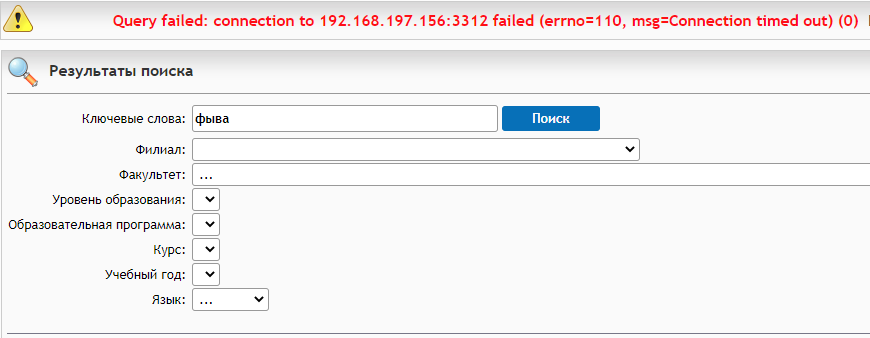 Query failed: connection to 192.168.197.156:3312 failed (errno=110, msg=Connection timed out) (0)
Результаты поиска
Ключевые слова: фыва Поиск
Филиал:
Факультет: ...
Уровень образования:
Образовательная программа:
Курс:
Учебный год:
Язык: ...